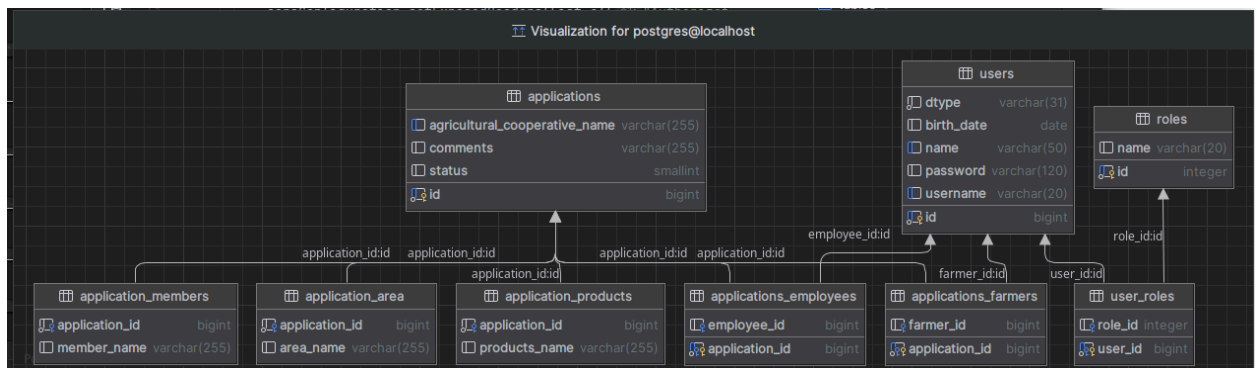 Visualization for postgres@localhost
applications
agricultural_cooperative_name varchar(255)
comments varchar(255)
status smallint
id bigint
users
dtype varchar(31)
birth_date date
name varchar(50)
password varchar(120)
username varchar(20)
id bigint
roles
name varchar(20)
id integer
employee_id:id
role_id:id
application_id:id
application_id:id
application_id:id
application_id:id
application_id:id
farmer_id:id
user_id:id
application_members
application_id bigint
member_name varchar(255)
application_area
application_id bigint
area_name varchar(255)
application_products
application_id bigint
products_name varchar(255)
applications_employees
employee_id bigint
application_id bigint
applications_farmers
farmer_id bigint
application_id bigint
user_roles
role_id integer
user_id bigint